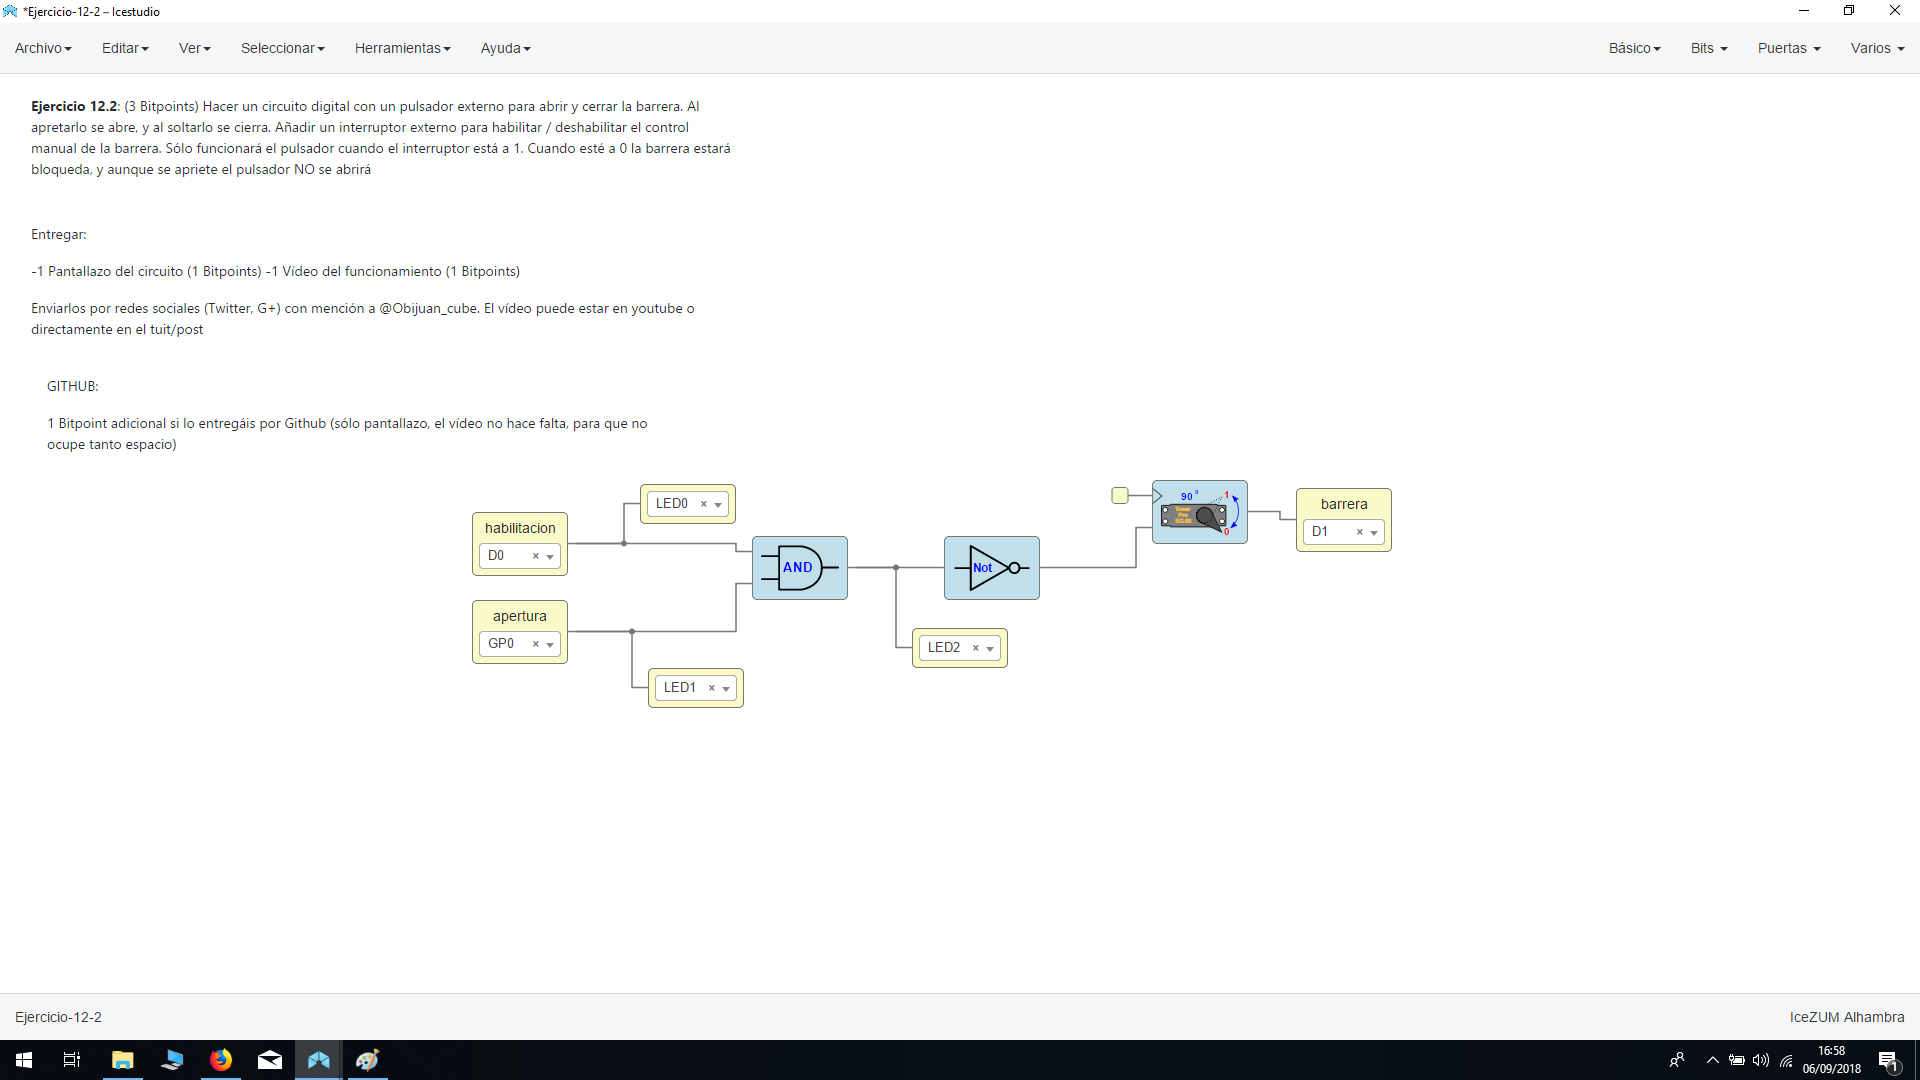 *Ejercicio-12-2 – Icestudio
Archivo Editar Ver Seleccionar Herramientas Ayuda Básico Bits Puertas Varios
Ejercicio 12.2: (3 Bitpoints) Hacer un circuito digital con un pulsador externo para abrir y cerrar la barrera. Al
apretarlo se abre, y al soltarlo se cierra. Añadir un interruptor externo para habilitar / deshabilitar el control
manual de la barrera. Sólo funcionará el pulsador cuando el interruptor está a 1. Cuando esté a 0 la barrera estará
bloqueda, y aunque se apriete el pulsador NO se abrirá
Entregar:
-1 Pantallazo del circuito (1 Bitpoints) -1 Vídeo del funcionamiento (1 Bitpoints)
Enviarlos por redes sociales (Twitter, G+) con mención a @Obijuan_cube. El vídeo puede estar en youtube o
directamente en el tuit/post
GITHUB:
1 Bitpoint adicional si lo entregáis por Github (sólo pantallazo, el vídeo no hace falta, para que no
ocupe tanto espacio)
LED0
habilitacion
D0
AND
Not
90°
1
Tower
Pro
SG-90
0
barrera
D1
apertura
GP0
LED2
LED1
Ejercicio-12-2
IceZUM Alhambra
16:58
06/09/2018
1